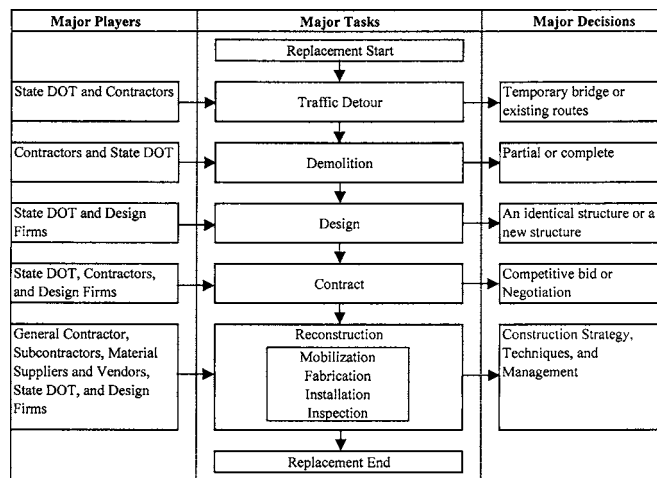 Major Players
Major Tasks
Major Decisions
Replacement Start
State DOT and Contractors
Traffic Detour
Temporary bridge or
existing routes
Contractors and State DOT
Demolition
Partial or complete
State DOT and Design
Firms
Design
An identical structure or a
new structure
State DOT, Contractors,
and Design Firms
Contract
Competitive bid or
Negotiation
General Contractor,
Subcontractors, Material
Suppliers and Vendors,
State DOT, and Design
Firms
Reconstruction
Mobilization
Fabrication
Installation
Inspection
Construction Strategy,
Techniques, and
Management
Replacement End